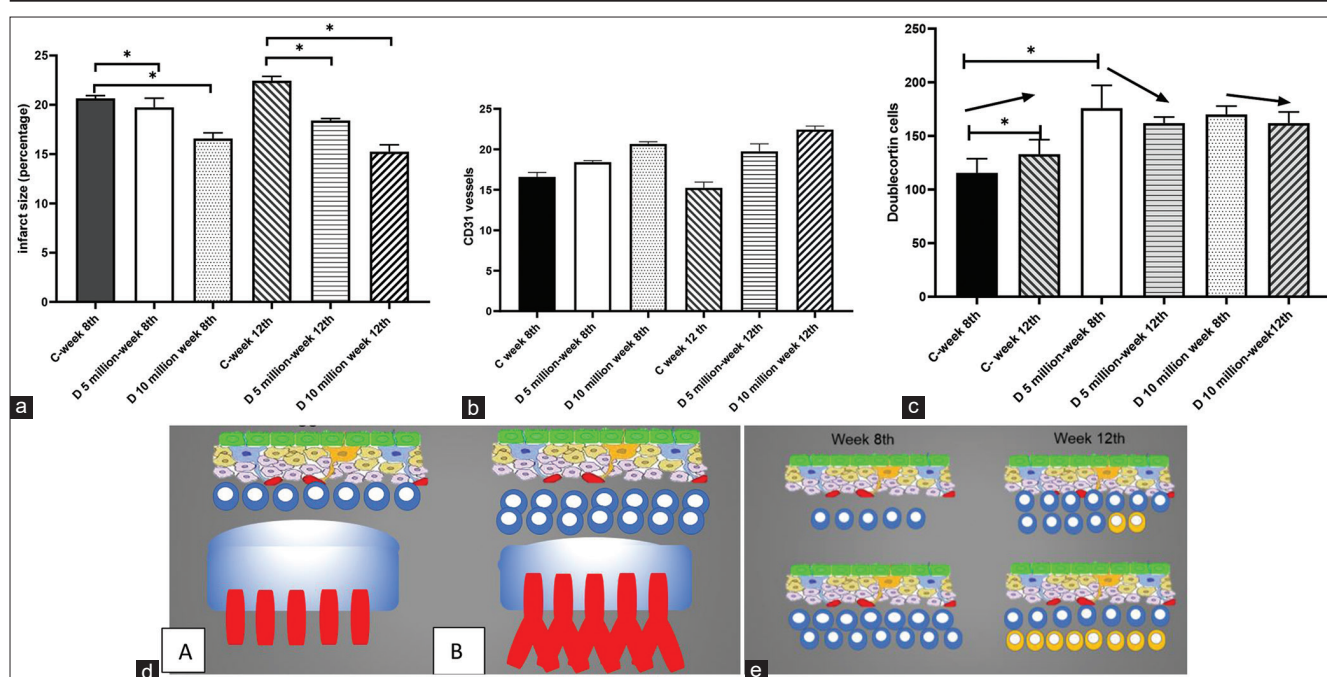 *
*
*
*
infarct size (percentage)
25
20
15
10
5
0
C-week 8th
D 5 million-week 8th
D 10 million week 8th
C-week 12th
D 5 million-week 12th
D 10 million week 12th
a
CD31 vessels
25
20
15
10
5
0
C week 8th
D 5 million-week 8th
D 10 million week 8th
C week 12 th
D 5 million-week 12th
D 10 million week 12th
b
*
*
Doublecortin cells
250
200
150
100
50
0
C-week 8th
C- week 12th
D 5 million-week 8th
D 5 million-week 12th
D 10 million week 8th
D 10 million-week12th
c
A
B
d
Week 8th
Week 12th
e